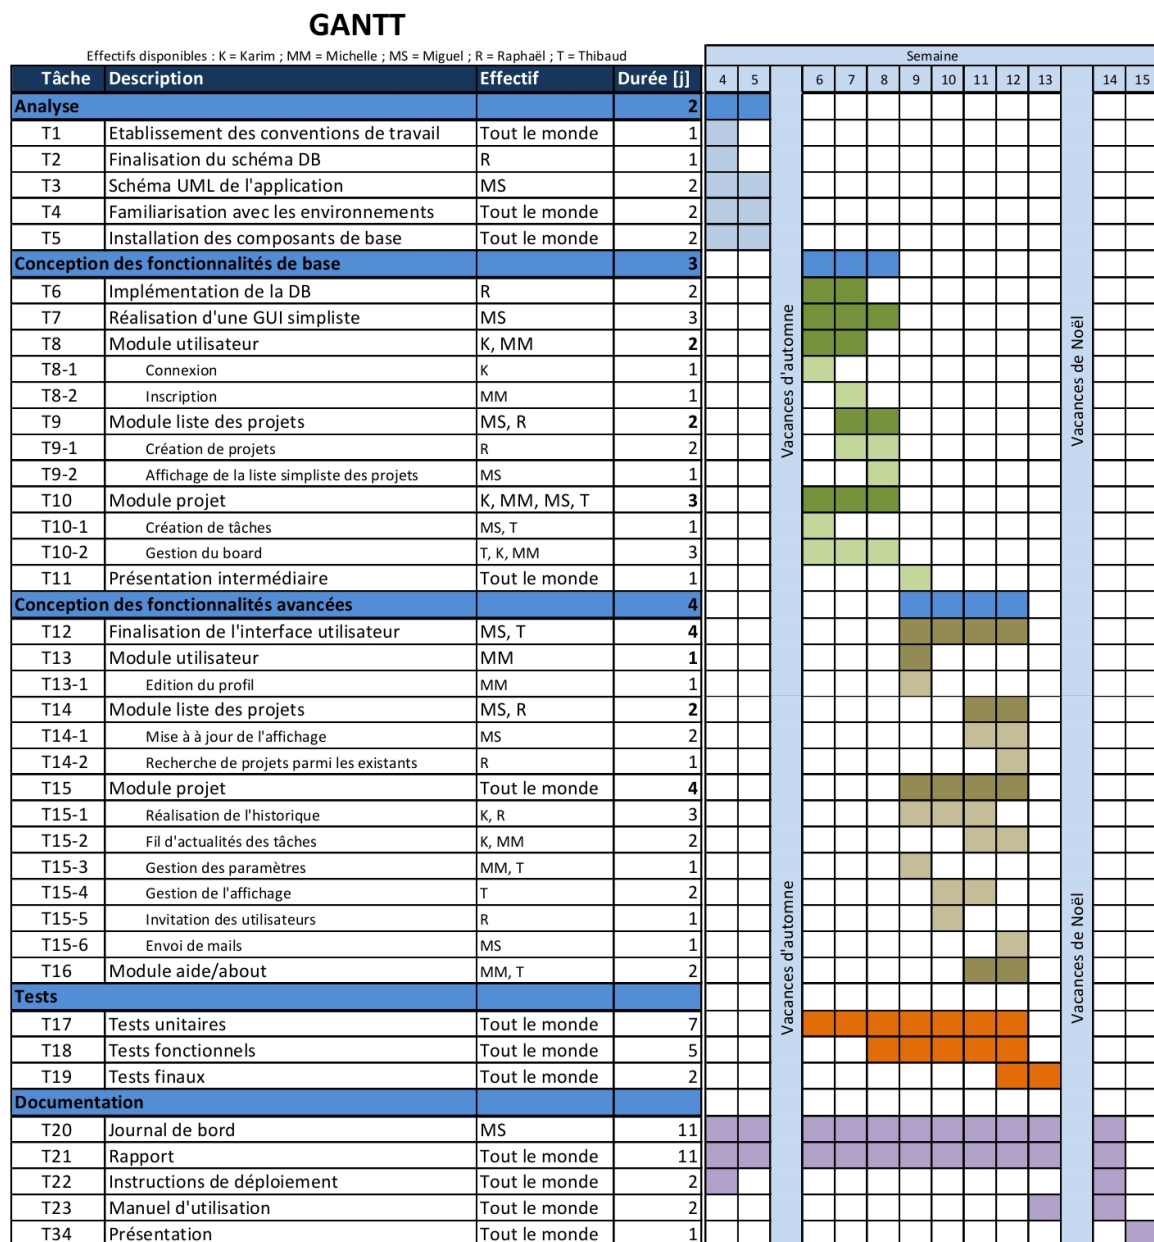 GANTT
Effectifs disponibles : K = Karim ; MM = Michelle ; MS = Miguel ; R = Raphaël ; T = Thibaud
Semaine
Tâche Description Effectif Durée [j] 4 5 6 7 8 9 10 11 12 13 14 15
Analyse 2
T1 Etablissement des conventions de travail Tout le monde 1
T2 Finalisation du schéma DB R 1
T3 Schéma UML de l'application MS 2
T4 Familiarisation avec les environnements Tout le monde 2
T5 Installation des composants de base Tout le monde 2
Conception des fonctionnalités de base 3
T6 Implémentation de la DB R 2
T7 Réalisation d'une GUI simpliste MS 3
T8 Module utilisateur K, MM 2
T8-1 Connexion K 1
T8-2 Inscription MM 1
T9 Module liste des projets MS, R 2
T9-1 Création de projets R 2
T9-2 Affichage de la liste simpliste des projets MS 1
T10 Module projet K, MM, MS, T 3
T10-1 Création de tâches MS, T 1
T10-2 Gestion du board T, K, MM 3
T11 Présentation intermédiaire Tout le monde 1
Conception des fonctionnalités avancées 4
T12 Finalisation de l'interface utilisateur MS, T 4
T13 Module utilisateur MM 1
T13-1 Edition du profil MM 1
T14 Module liste des projets MS, R 2
T14-1 Mise à à jour de l'affichage MS 2
T14-2 Recherche de projets parmi les existants R 1
T15 Module projet Tout le monde 4
T15-1 Réalisation de l'historique K, R 3
T15-2 Fil d'actualités des tâches K, MM 2
T15-3 Gestion des paramètres MM, T 1
T15-4 Gestion de l'affichage T 2
T15-5 Invitation des utilisateurs R 1
T15-6 Envoi de mails MS 1
T16 Module aide/about MM, T 2
Tests
T17 Tests unitaires Tout le monde 7
T18 Tests fonctionnels Tout le monde 5
T19 Tests finaux Tout le monde 2
Documentation
T20 Journal de bord MS 11
T21 Rapport Tout le monde 11
T22 Instructions de déploiement Tout le monde 2
T23 Manuel d'utilisation Tout le monde 2
T34 Présentation Tout le monde 1
Vacances d'automne
Vacances de Noël
Vacances d'automne
Vacances de Noël